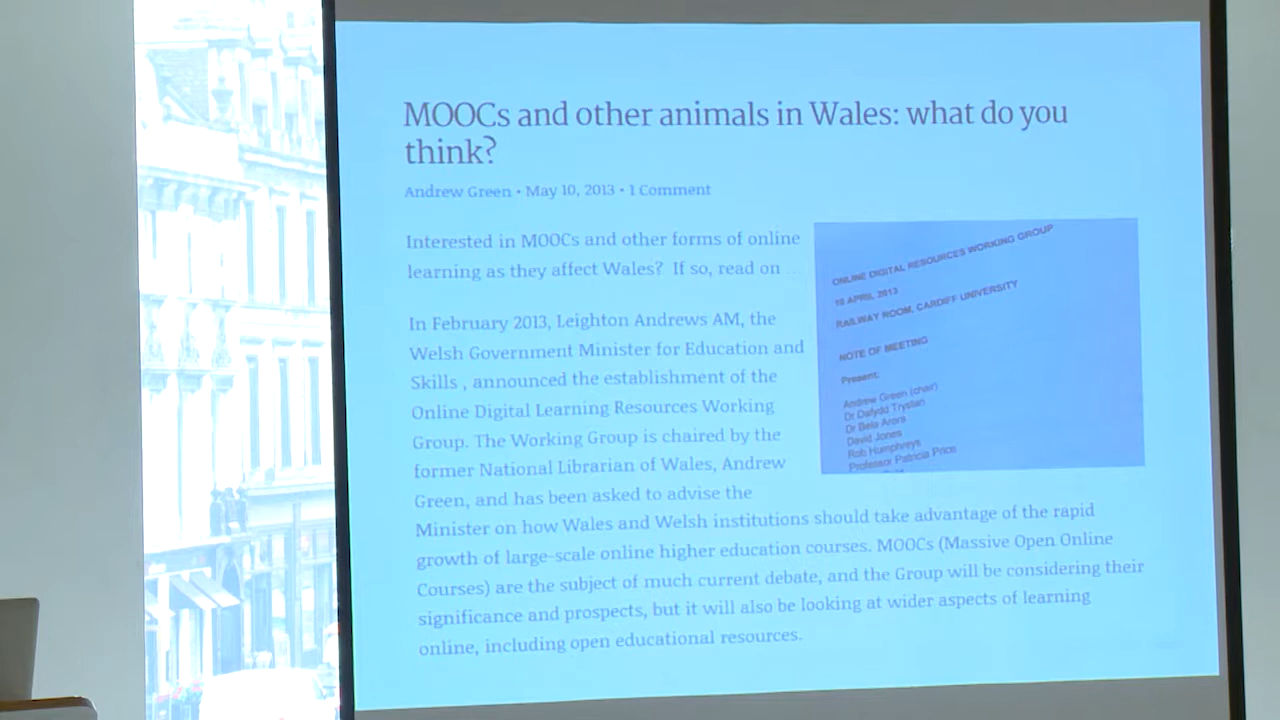 MOOCs and other animals in Wales: what do you
think?
Andrew Green • May 10, 2013 • 1 Comment
Interested in MOOCs and other forms of online
learning as they affect Wales? If so, read on
In February 2013, Leighton Andrews AM, the
Welsh Government Minister for Education and
Skills , announced the establishment of the
Online Digital Learning Resources Working
Group. The Working Group is chaired by the
former National Librarian of Wales, Andrew
Green, and has been asked to advise the
Minister on how Wales and Welsh institutions should take advantage of the rapid
growth of large-scale online higher education courses. MOOCs (Massive Open Online
Courses) are the subject of much current debate, and the Group will be considering their
significance and prospects, but it will also be looking at wider aspects of learning
online, including open educational resources.
ONLINE DIGITAL RESOURCES WORKING GROUP
APRIL 2013
RAILWAY ROOM, CARDIFF UNIVERSITY
NOTE OF MEETING
Present:
Andrew Green (chair)
Dr Dafydd Trystan
Dr Bela Arora
David Jones
Rob Humphreys
Professor Patricia Price